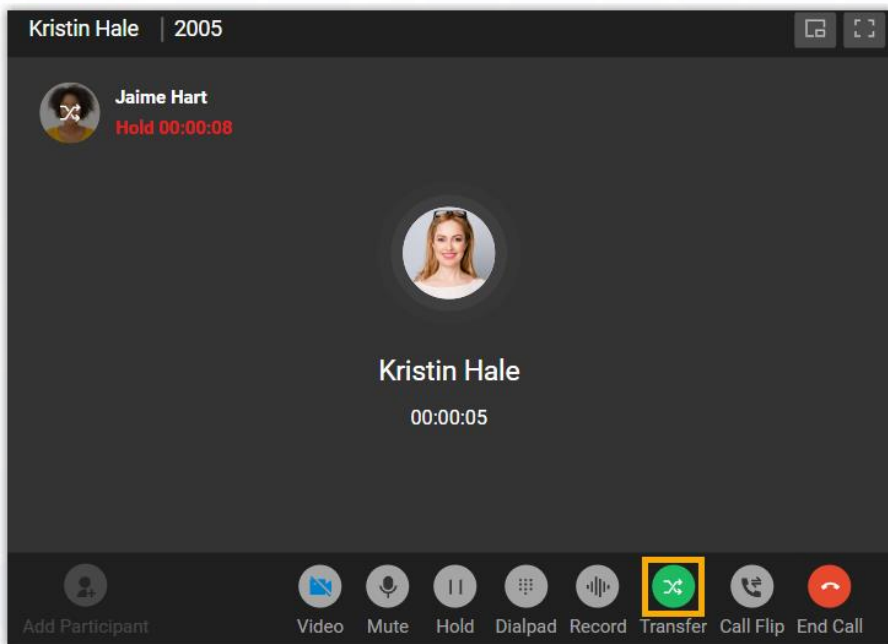 Kristin Hale | 2005
Jaime Hart
Hold 00:00:08
Kristin Hale
00:00:05
Add Participant Video Mute Hold Dialpad Record Transfer Call Flip End Call